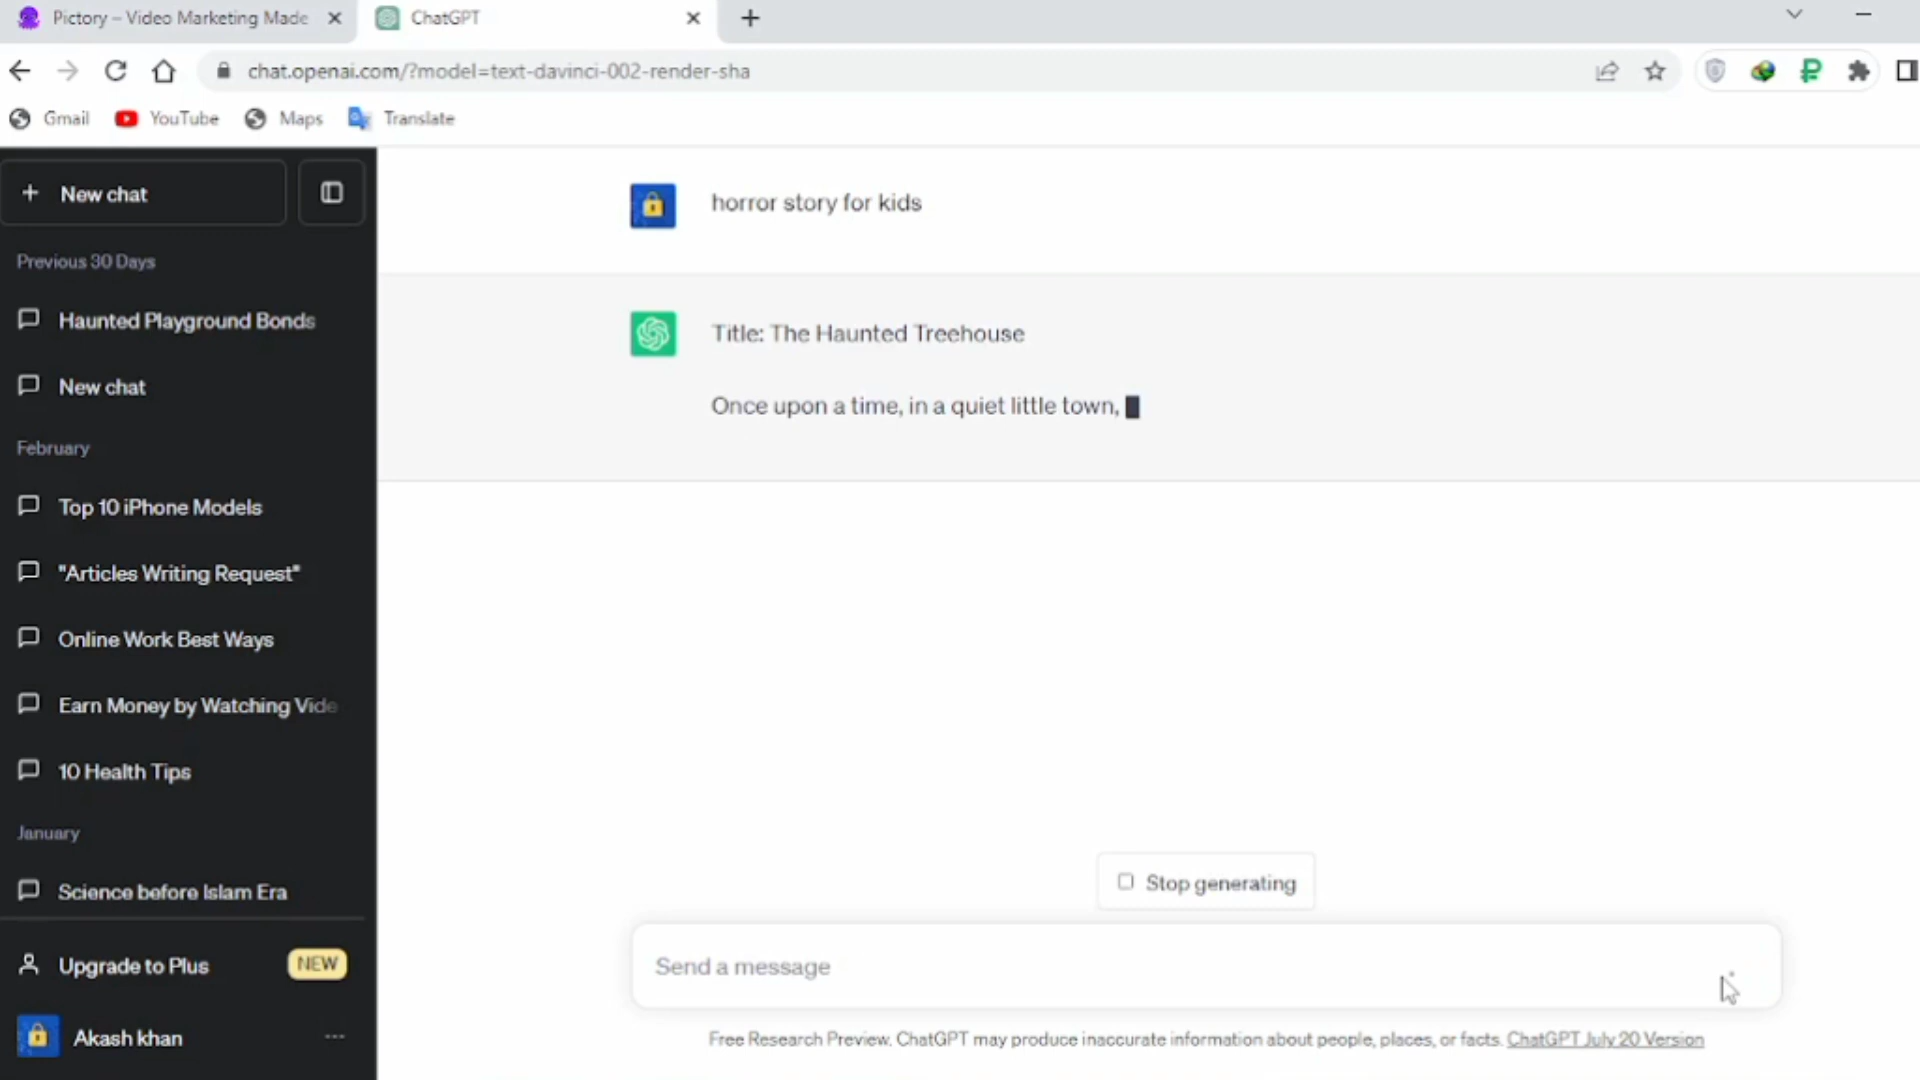 Pictory – Video Marketing Made
ChatGPT
chat.openai.com/?model=text-davinci-002-render-sha
Gmail
YouTube
Maps
Translate
New chat
Previous 30 Days
Haunted Playground Bonds
New chat
February
Top 10 iPhone Models
"Articles Writing Request"
Online Work Best Ways
Earn Money by Watching Vide
10 Health Tips
January
Science before Islam Era
Upgrade to Plus
NEW
Akash khan
horror story for kids
Title: The Haunted Treehouse
Once upon a time, in a quiet little town,
Stop generating
Send a message
Free Research Preview. ChatGPT may produce inaccurate information about people, places, or facts. ChatGPT July 20 Version